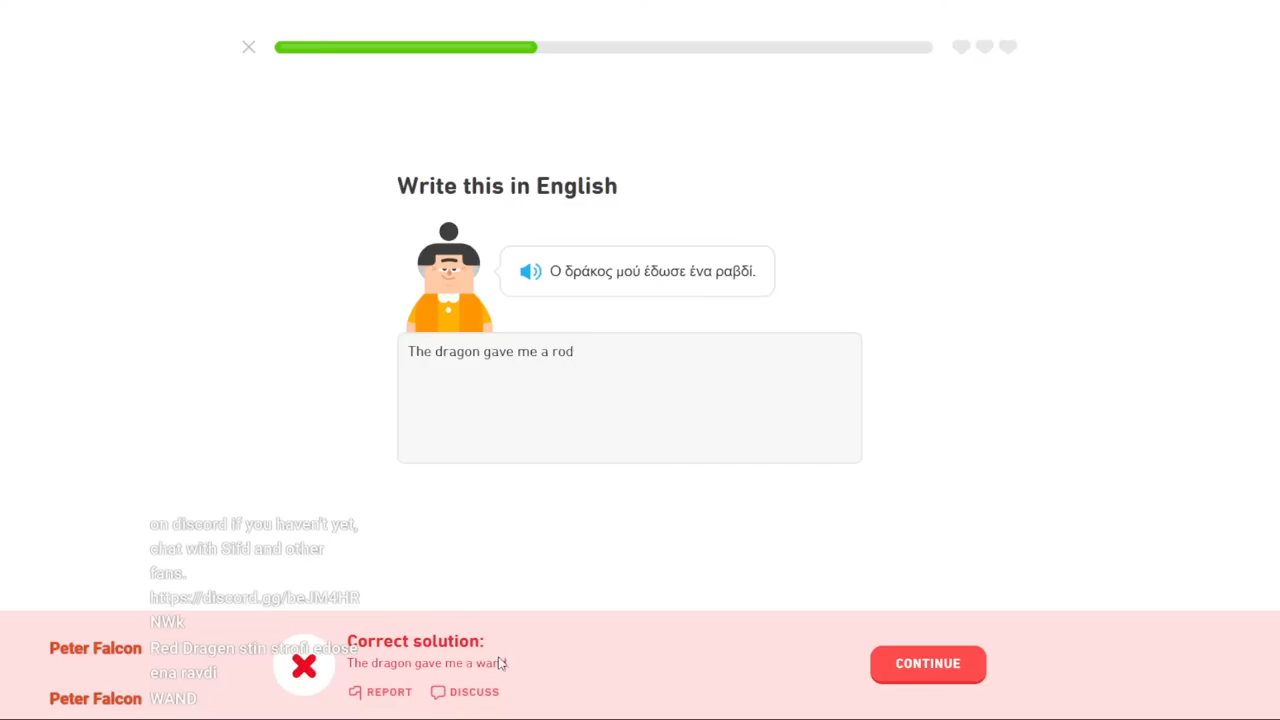 Write this in English
Ο δράκος μού έδωσε ένα ραβδί.
The dragon gave me a rod
on discord if you haven't yet,
chat with Sifd and other
fans.
https://discord.gg/beJM4HR
NWk
Peter Falcon Red Dragen stin strofi edose
ena ravdi
Peter Falcon WAND
Correct solution:
The dragon gave me a wand.
REPORT DISCUSS
CONTINUE